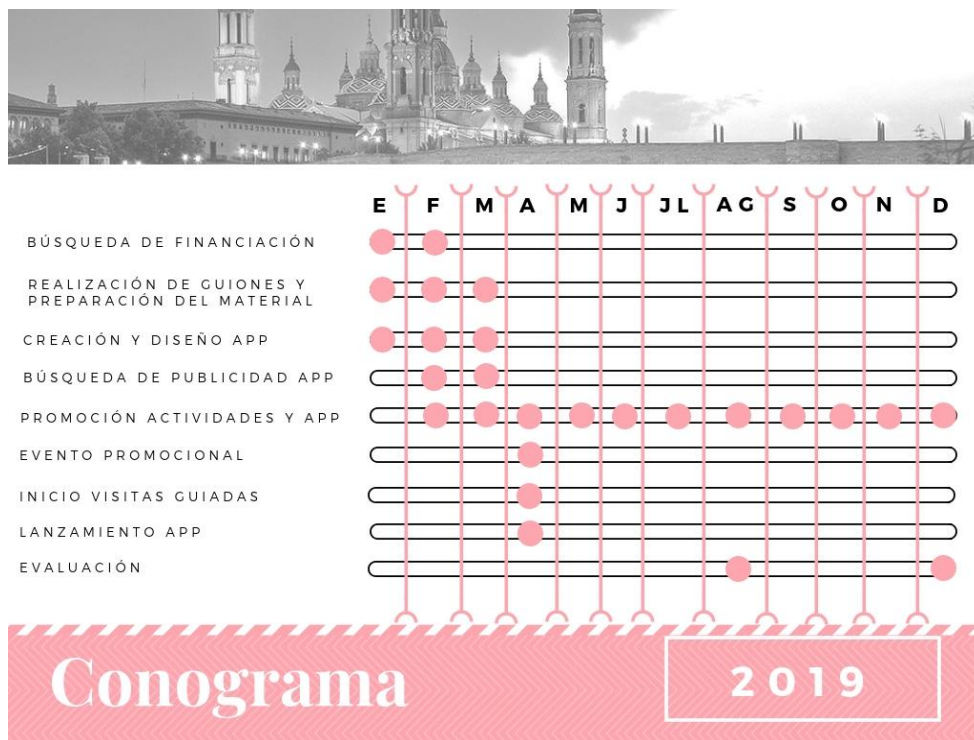 E F M A M J JL AG S O N D
BÚSQUEDA DE FINANCIACIÓN
REALIZACIÓN DE GUIONES Y
PREPARACIÓN DEL MATERIAL
CREACIÓN Y DISEÑO APP
BÚSQUEDA DE PUBLICIDAD APP
PROMOCIÓN ACTIVIDADES Y APP
EVENTO PROMOCIONAL
INICIO VISITAS GUIADAS
LANZAMIENTO APP
EVALUACIÓN
Conograma
2019